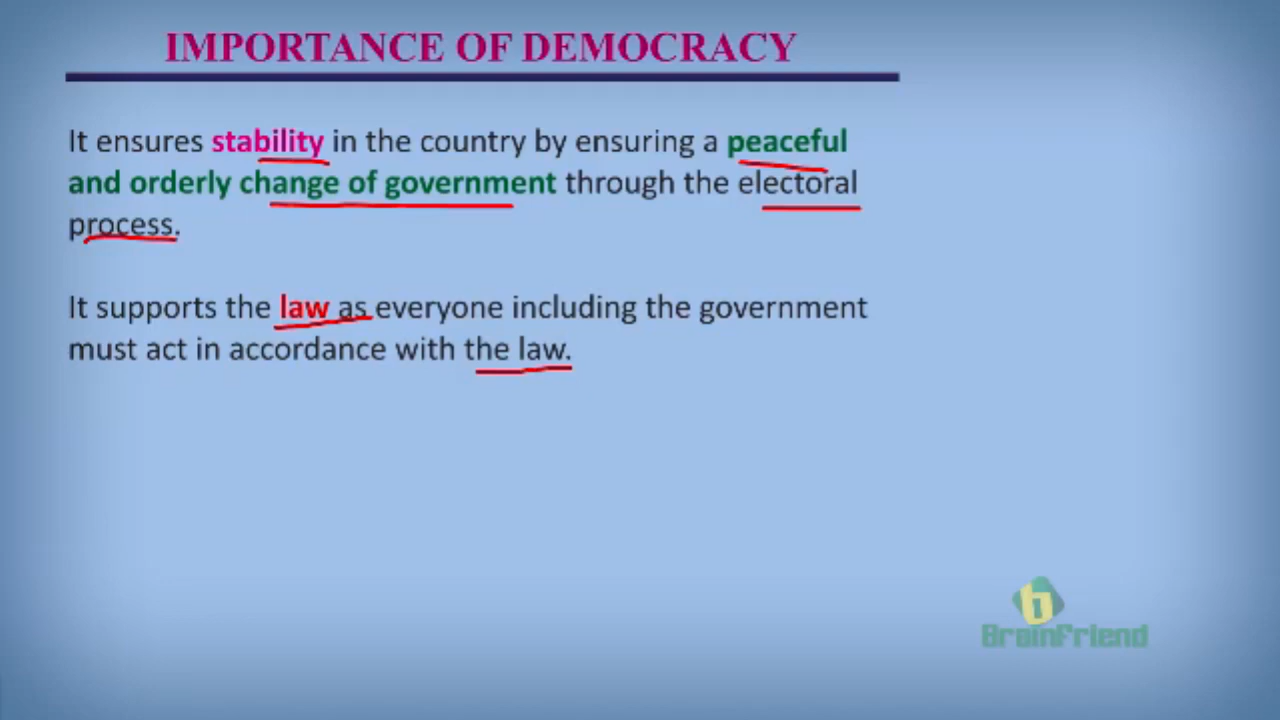 IMPORTANCE OF DEMOCRACY
It ensures stability in the country by ensuring a peaceful
and orderly change of government through the electoral
process.
It supports the law as everyone including the government
must act in accordance with the law.
b
BrainFriend